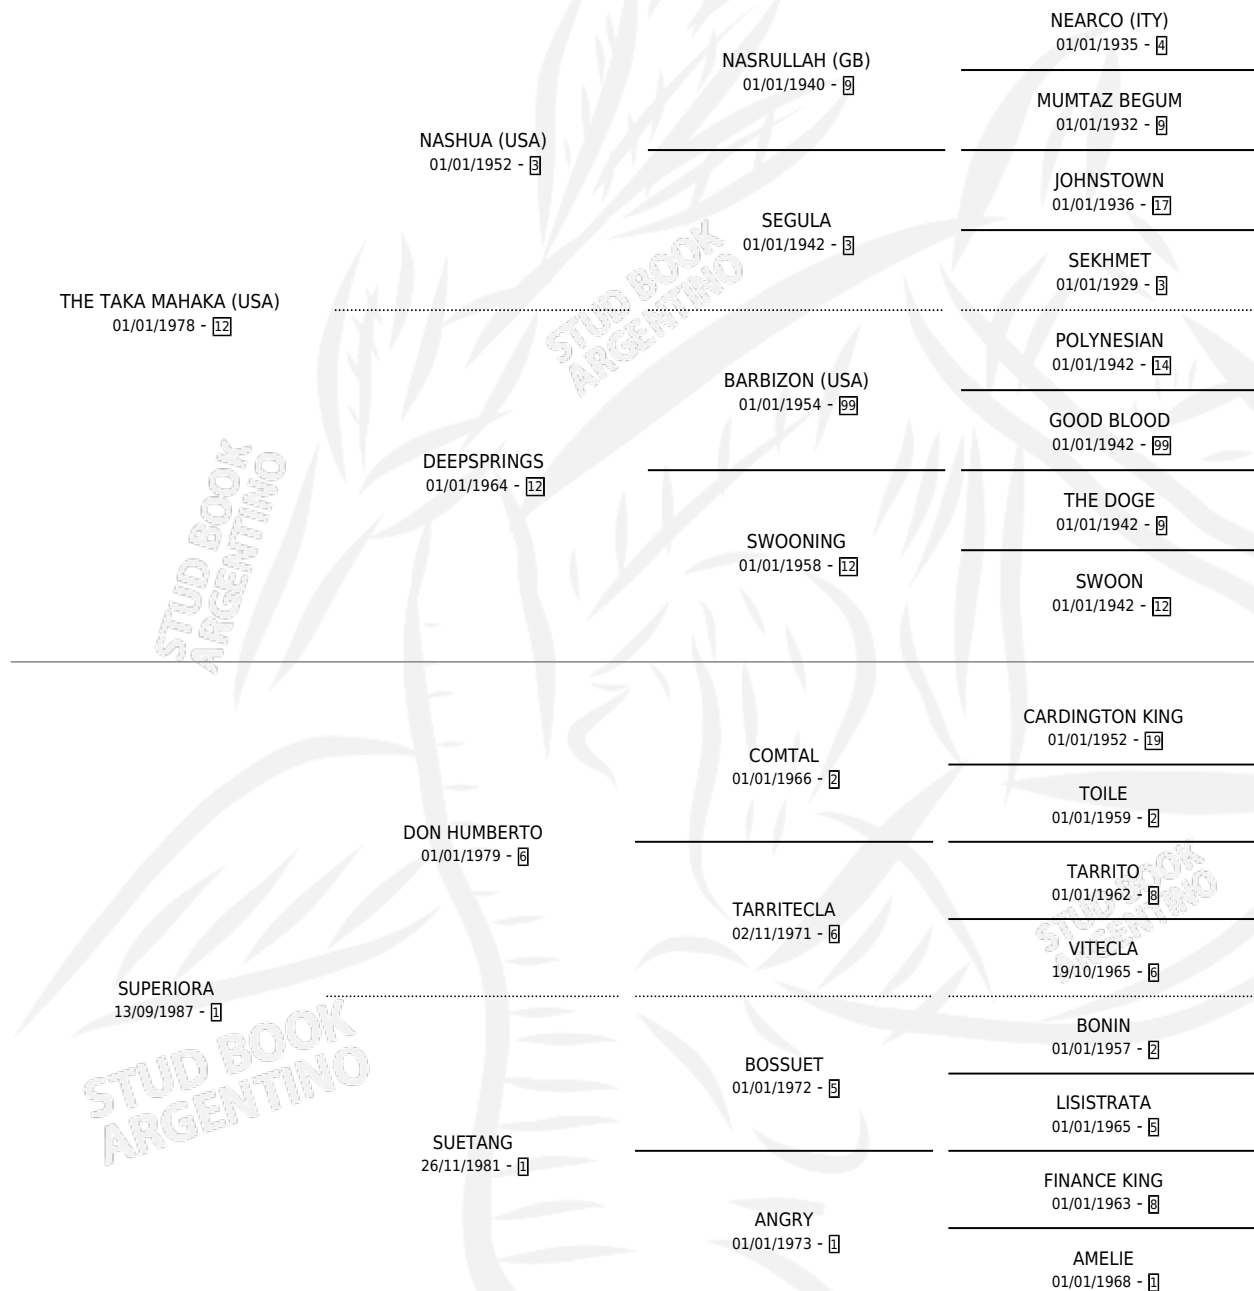 NEARCO (ITY)
01/01/1935 - 4
NASRULLAH (GB)
01/01/1940 - 9
MUMTAZ BEGUM
01/01/1932 - 9
NASHUA (USA)
01/01/1952 - 3
JOHNSTOWN
01/01/1936 - 17
SEGULA
01/01/1942 - 3
SEKHMET
01/01/1929 - 3
THE TAKA MAHAKA (USA)
01/01/1978 - 12
STUD BOOK
ARGENTINO
POLYNESIAN
01/01/1942 - 14
BARBIZON (USA)
01/01/1954 - 99
GOOD BLOOD
01/01/1942 - 99
DEEPSPRINGS
01/01/1964 - 12
THE DOGE
01/01/1942 - 9
SWOONING
01/01/1958 - 12
SWOON
01/01/1942 - 12
STUD BOOK
ARGENTINO
CARDINGTON KING
01/01/1952 - 19
COMTAL
01/01/1966 - 2
TOILE
01/01/1959 - 2
DON HUMBERTO
01/01/1979 - 6
TARRITO
01/01/1962 - 8
TARRITECLA
02/11/1971 - 6
VITECLA
19/10/1965 - 6
STUD BOOK
ARGENTINO
SUPERIORA
13/09/1987 - 1
BONIN
01/01/1957 - 2
BOSSUET
01/01/1972 - 5
LISISTRATA
01/01/1965 - 5
STUD BOOK
ARGENTINO
SUETANG
26/11/1981 - 1
FINANCE KING
01/01/1963 - 8
ANGRY
01/01/1973 - 1
AMELIE
01/01/1968 - 1